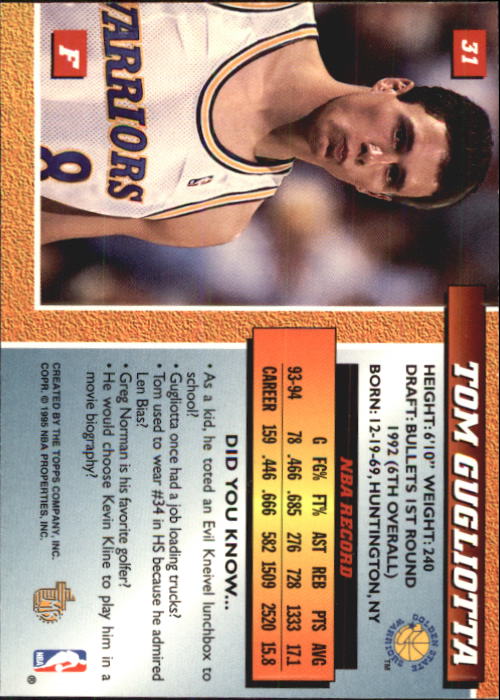 31
F
WARRIORS
8
TOM GUGLIOTTA
HEIGHT: 6'10" WEIGHT: 240
DRAFT: BULLETS 1ST ROUND
1992 (6TH OVERALL)
BORN: 12-19-69, HUNTINGTON, NY
GOLDEN STATE
WARRIORS
TM
NBA RECORD
G FG% FT% AST REB PTS AVG
93-94 78 .466 .685 276 728 1333 17.1
CAREER 159 .446 .666 582 1509 2520 15.8
DID YOU KNOW...
• As a kid, he toted an Evil Kneivel lunchbox to
school?
• Gugliotta once had a job loading trucks?
• Tom used to wear #34 in HS because he admired
Len Bias?
• Greg Norman is his favorite golfer?
• He would choose Kevin Kline to play him in a
movie biography?
CREATED BY THE TOPPS COMPANY, INC.
COPR. © 1995 NBA PROPERTIES, INC.
NBA
®